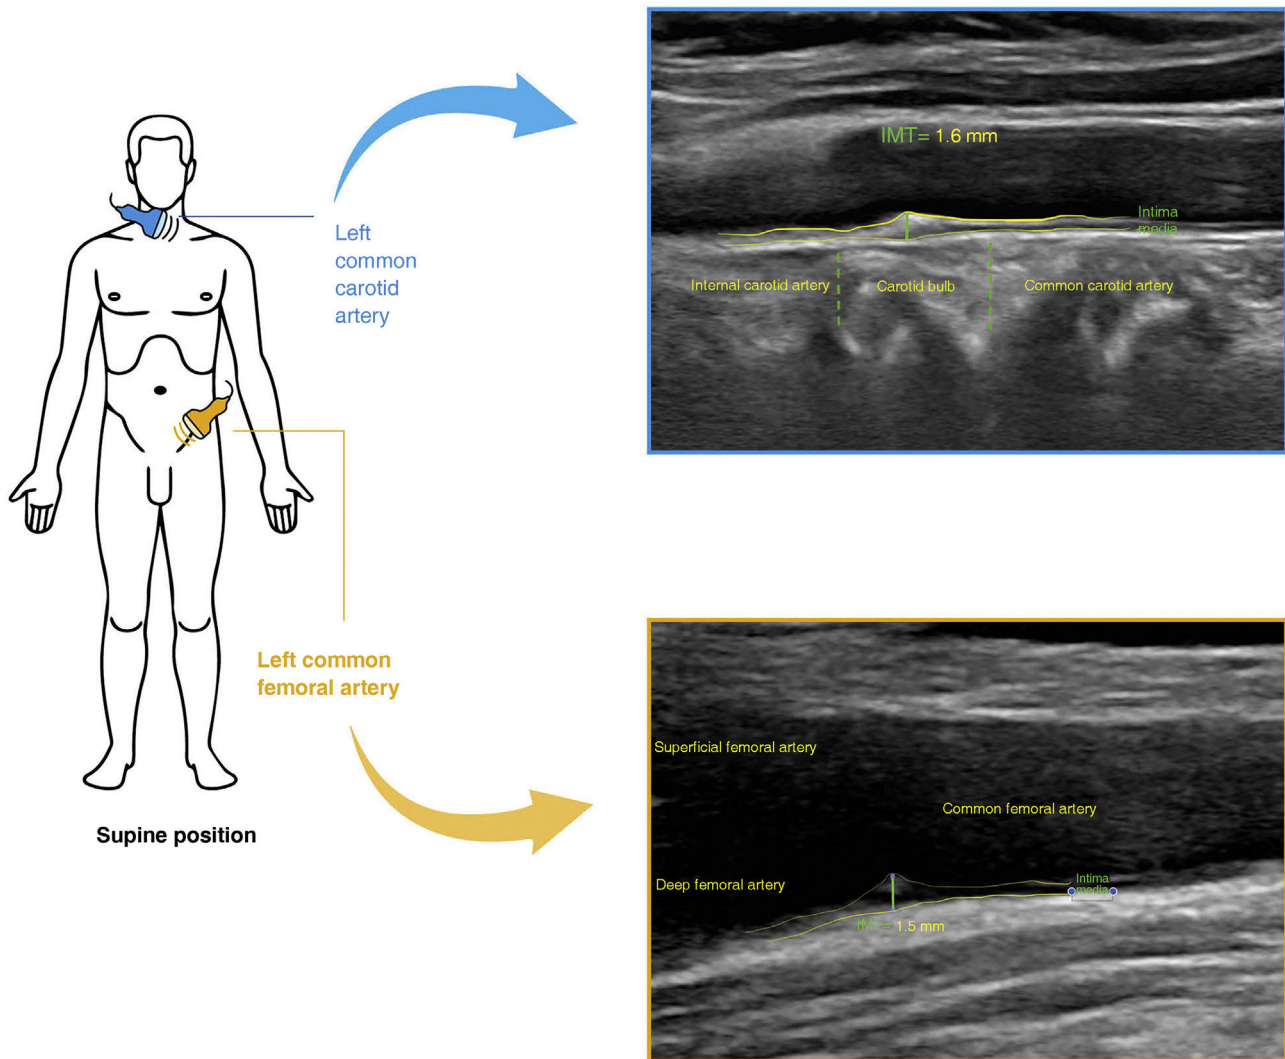 IMT= 1.6 mm
Intima
media
Internal carotid artery
Carotid bulb
Common carotid artery
Left
common
carotid
artery
Left common
femoral artery
Supine position
Superficial femoral artery
Common femoral artery
Deep femoral artery
Intima
media
IMT= 1.5 mm